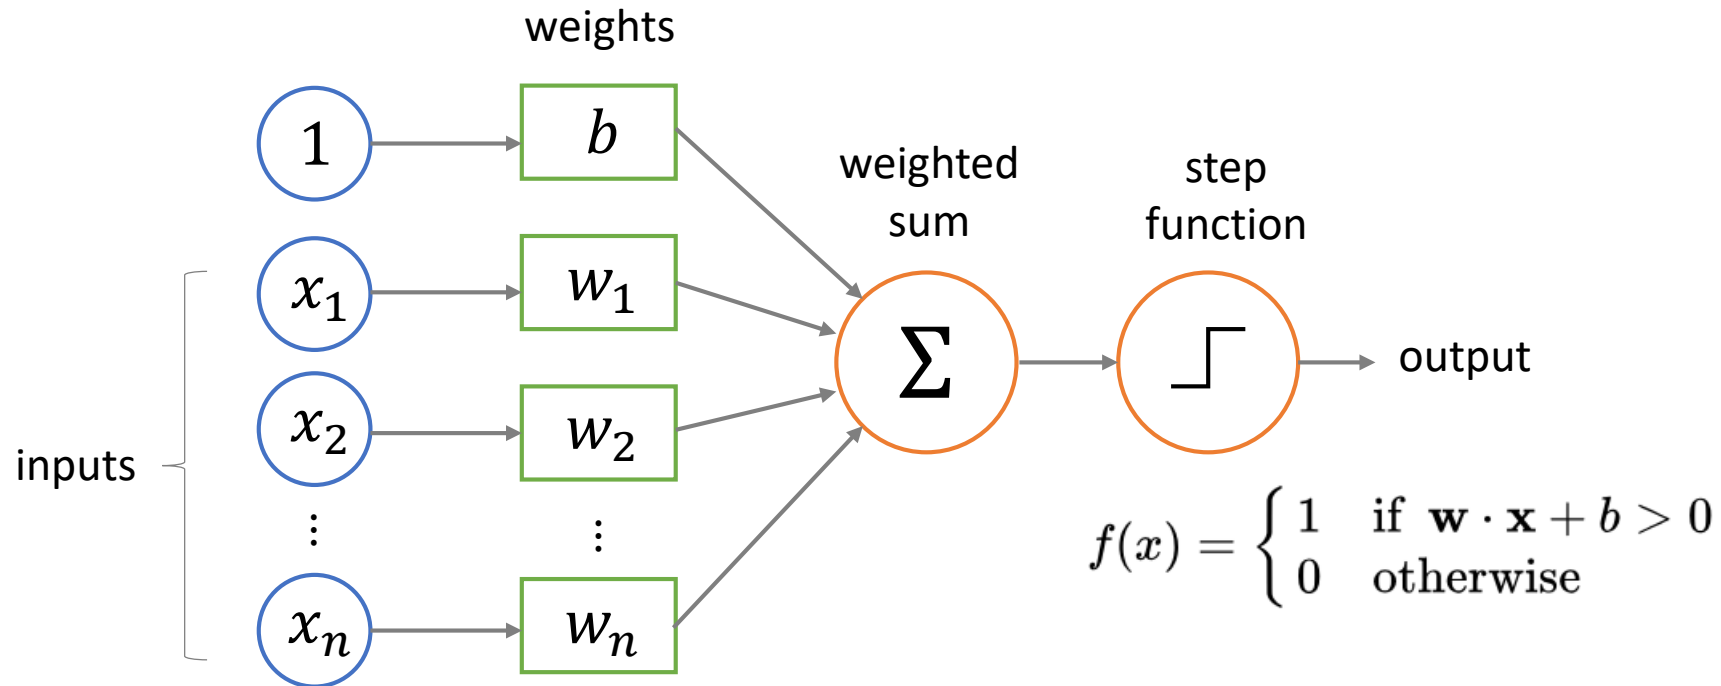 weights
1
b
weighted
sum
step
function
x₁
w₁
inputs
x₂
w₂
Σ
output
⋮
⋮
xₙ
wₙ
f(x) = { 1 if w · x + b > 0
0 otherwise